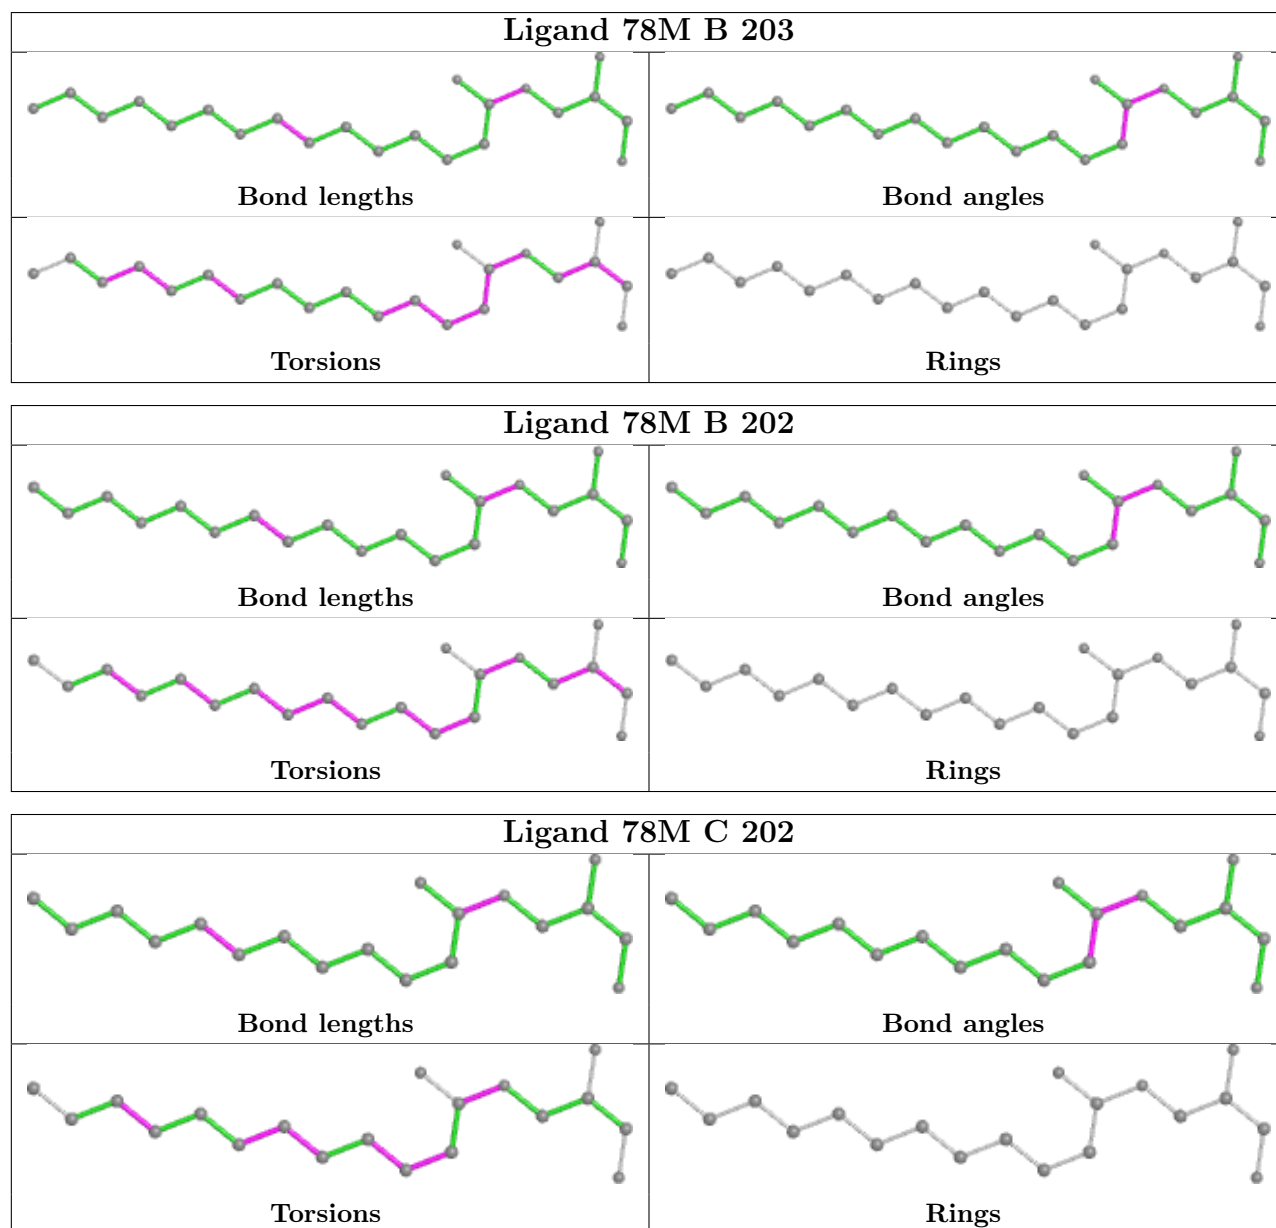 Ligand 78M B 203
Bond lengths
Bond angles
Torsions
Rings
Ligand 78M B 202
Bond lengths
Bond angles
Torsions
Rings
Ligand 78M C 202
Bond lengths
Bond angles
Torsions
Rings